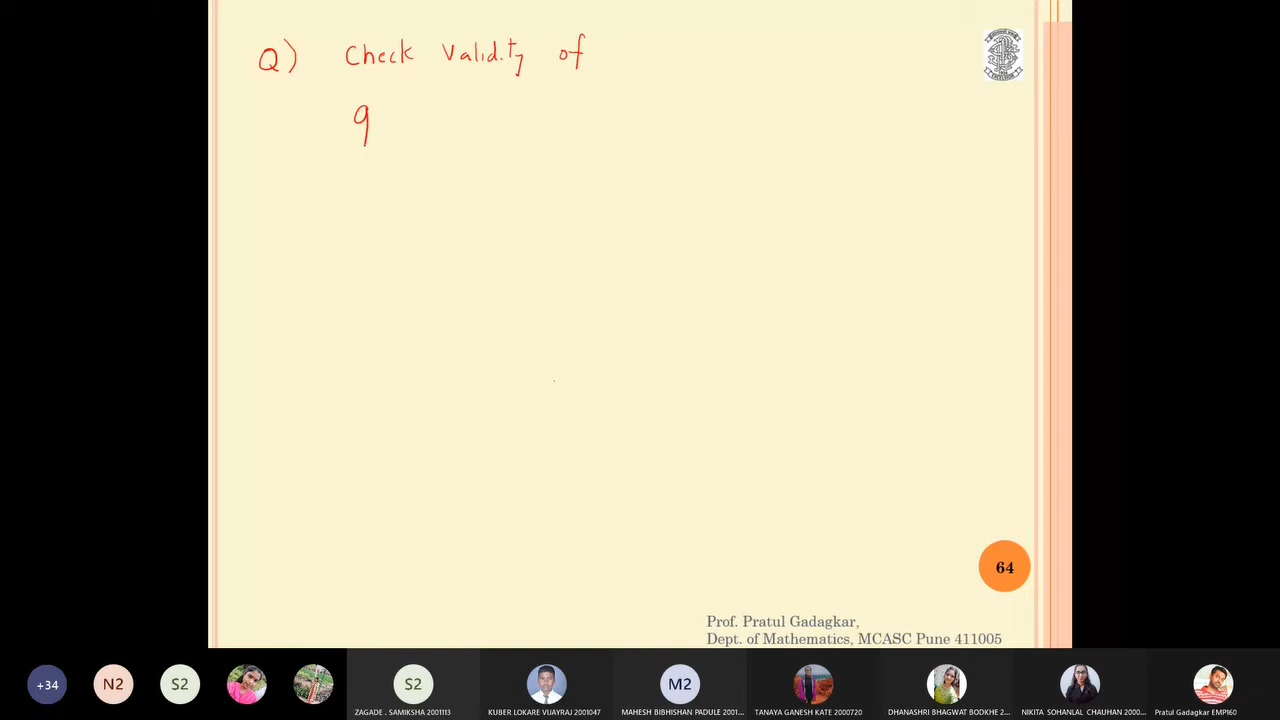 Q) Check Validity of
q
64
Prof. Pratul Gadagkar,
Dept. of Mathematics, MCASC Pune 411005
+34
N2
S2
S2
M2
ZAGADE . SAMIKSHA 2001113
KUBER LOKARE VIJAYRAJ 2001047
MAHESH BIBHISHAN PADULE 2001...
TANAYA GANESH KATE 2000720
DHANASHRI BHAGWAT BODKHE 2...
NIKITA SOHANLAL CHAUHAN 2000...
Pratul Gadagkar EMP160